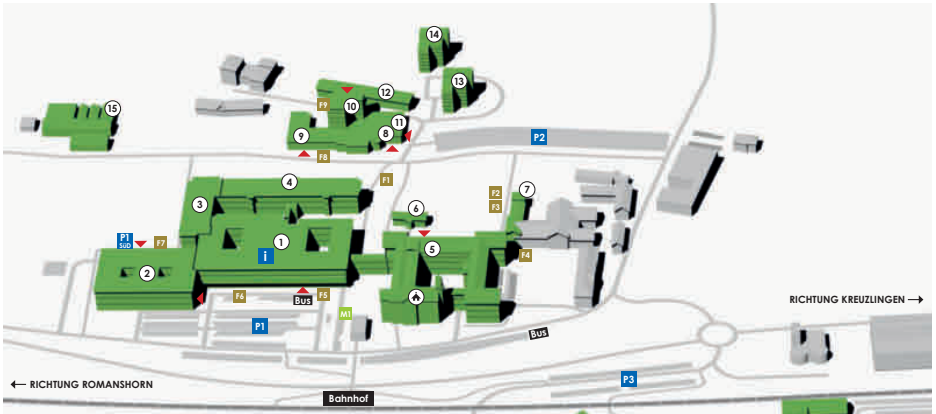 14
13
12
F9
10
15
11
9
8
P2
F8
F1
4
F2
7
3
F3
6
1
P1
SÜD
F7
5
i
F4
2
F6
F5
Bus
RICHTUNG KREUZLINGEN
M1
P1
Bus
P3
RICHTUNG ROMANSHORN
Bahnhof